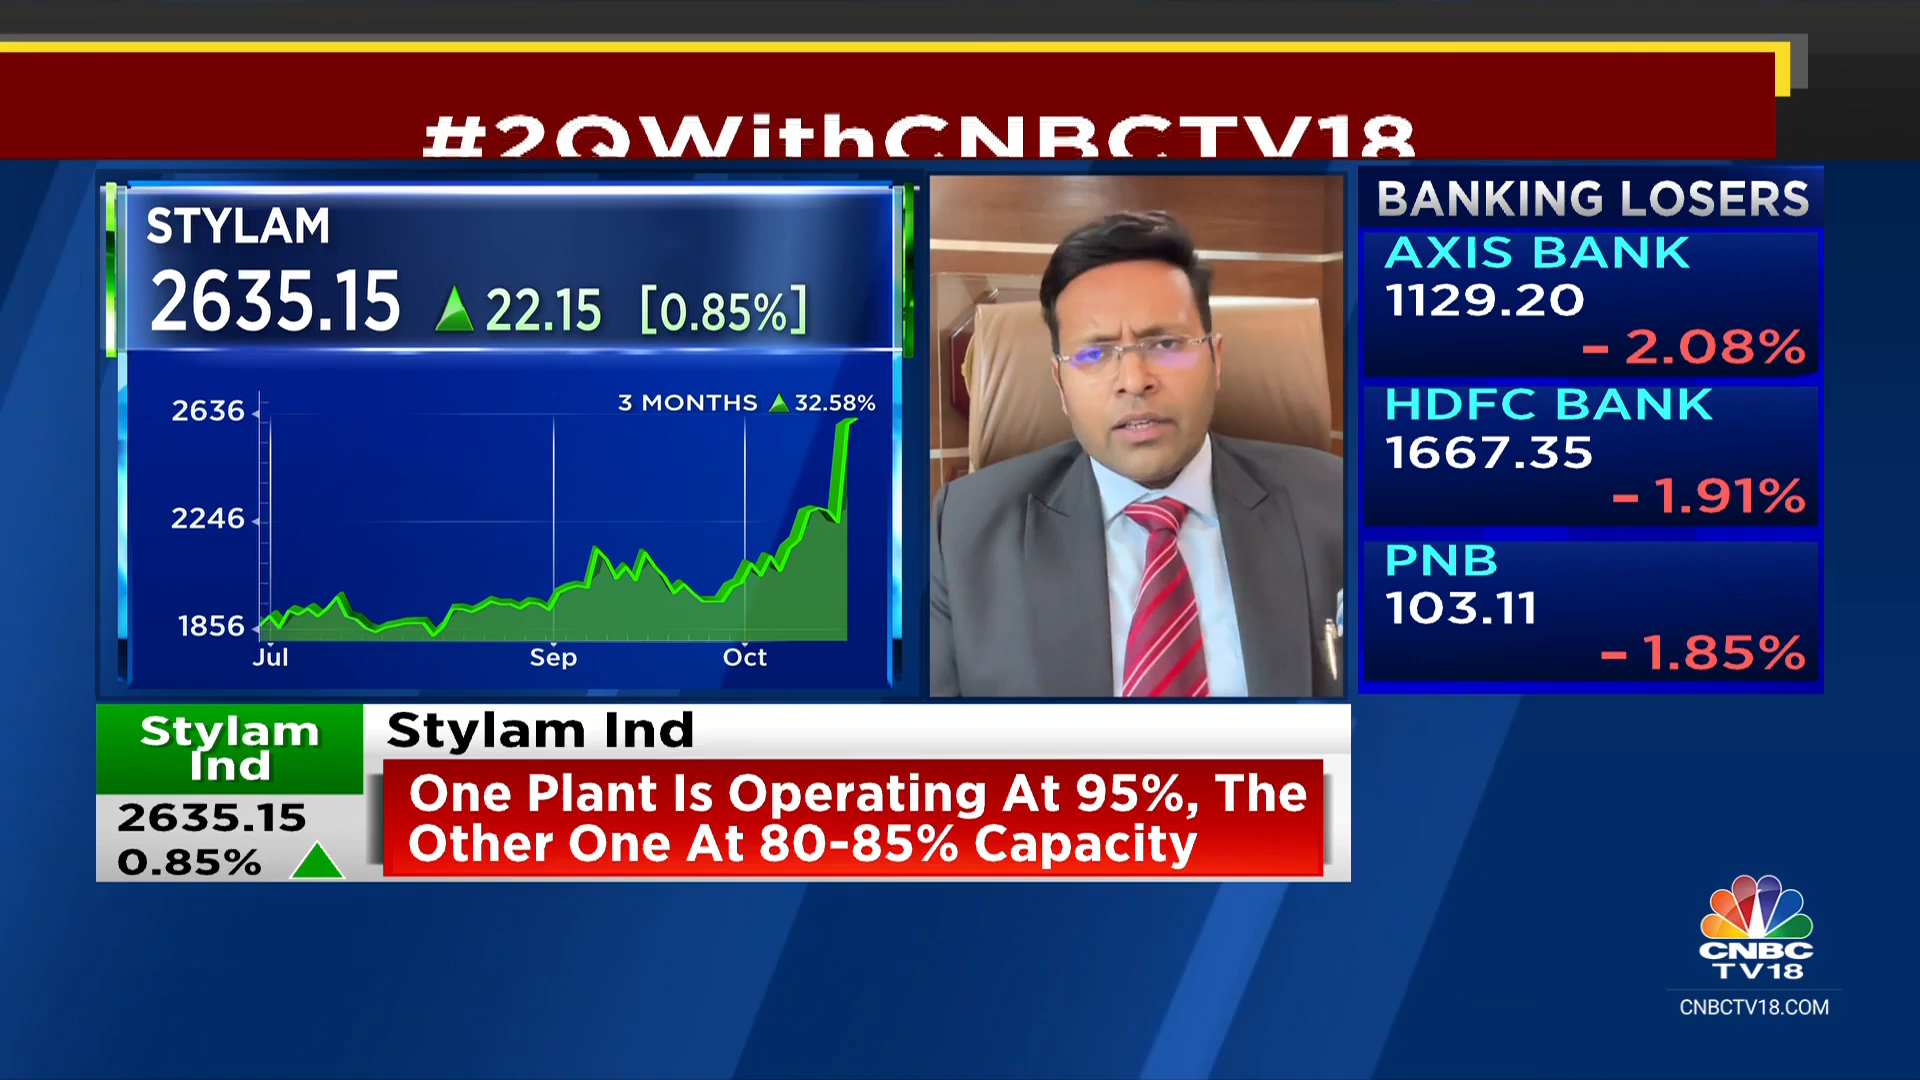 #2QWithCNBCTV18
STYLAM
2635.15 ▲ 22.15 [0.85%]
3 MONTHS ▲ 32.58%
2636
2246
1856
Jul Sep Oct
BANKING LOSERS
AXIS BANK
1129.20
- 2.08%
HDFC BANK
1667.35
- 1.91%
PNB
103.11
- 1.85%
Stylam
Ind
2635.15
0.85% ▲
Stylam Ind
One Plant Is Operating At 95%, The
Other One At 80-85% Capacity
CNBC
TV18
CNBCTV18.COM